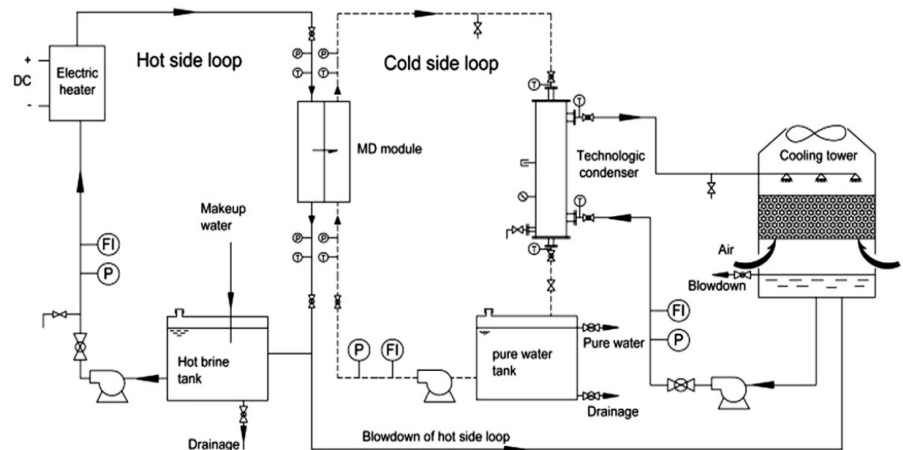 Hot side loop
Cold side loop
+
DC
-
Electric
heater
P
P
T
T
MD module
T
T
Technologic
condenser
Cooling tower
Makeup
water
FI
P
P
P
T
T
T
T
Air
Blowdown
Hot brine
tank
P
FI
pure water
tank
Pure water
FI
P
Drainage
Drainage
Blowdown of hot side loop